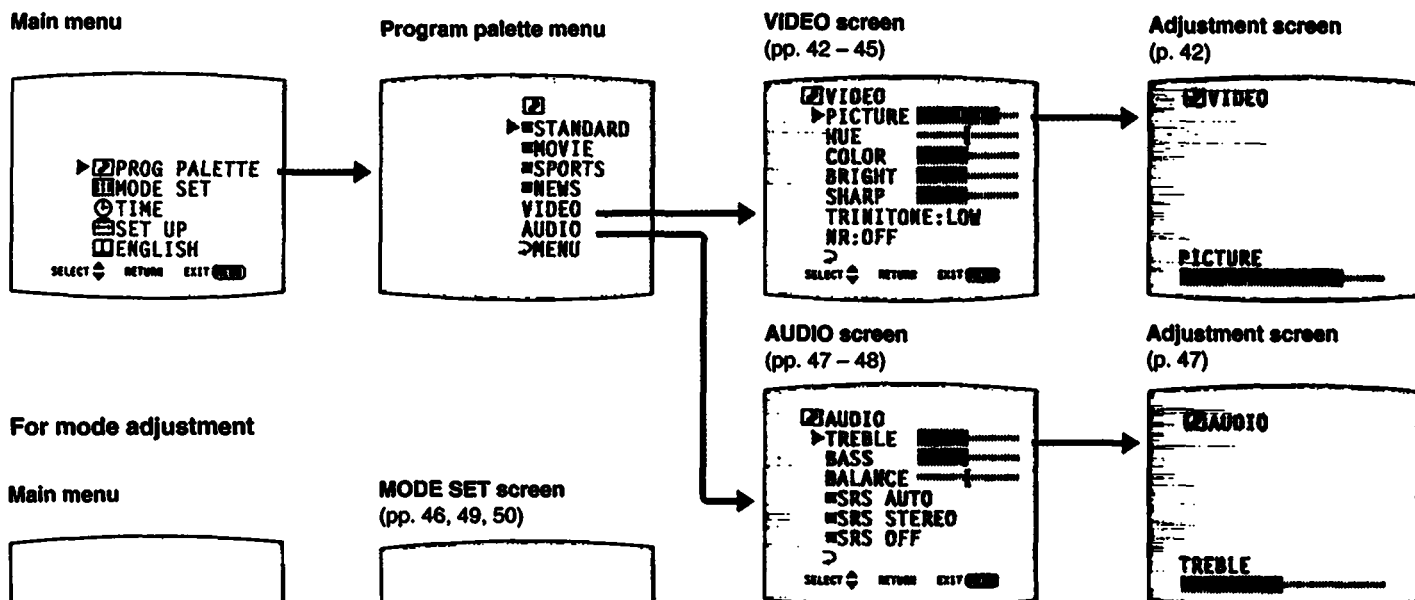 Main menu
PROG PALETTE
MODE SET
TIME
SET UP
ENGLISH
SELECT RETURN EXIT MENU
Program palette menu
STANDARD
MOVIE
SPORTS
NEWS
VIDEO
AUDIO
MENU
VIDEO screen
(pp. 42 – 45)
VIDEO
PICTURE
HUE
COLOR
BRIGHT
SHARP
TRINITONE:LOW
NR:OFF
SELECT RETURN EXIT
Adjustment screen
(p. 42)
VIDEO
PICTURE
AUDIO screen
(pp. 47 – 48)
AUDIO
TREBLE
BASS
BALANCE
SRS AUTO
SRS STEREO
SRS OFF
SELECT RETURN EXIT
Adjustment screen
(p. 47)
AUDIO
TREBLE
For mode adjustment
Main menu
MODE SET screen
(pp. 46, 49, 50)